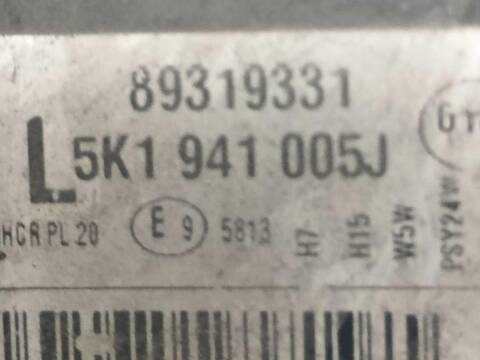 89319331
L 5K1 941 005J
HCR PL 20 E 9 5813 H7 H15 W5W PSY24W